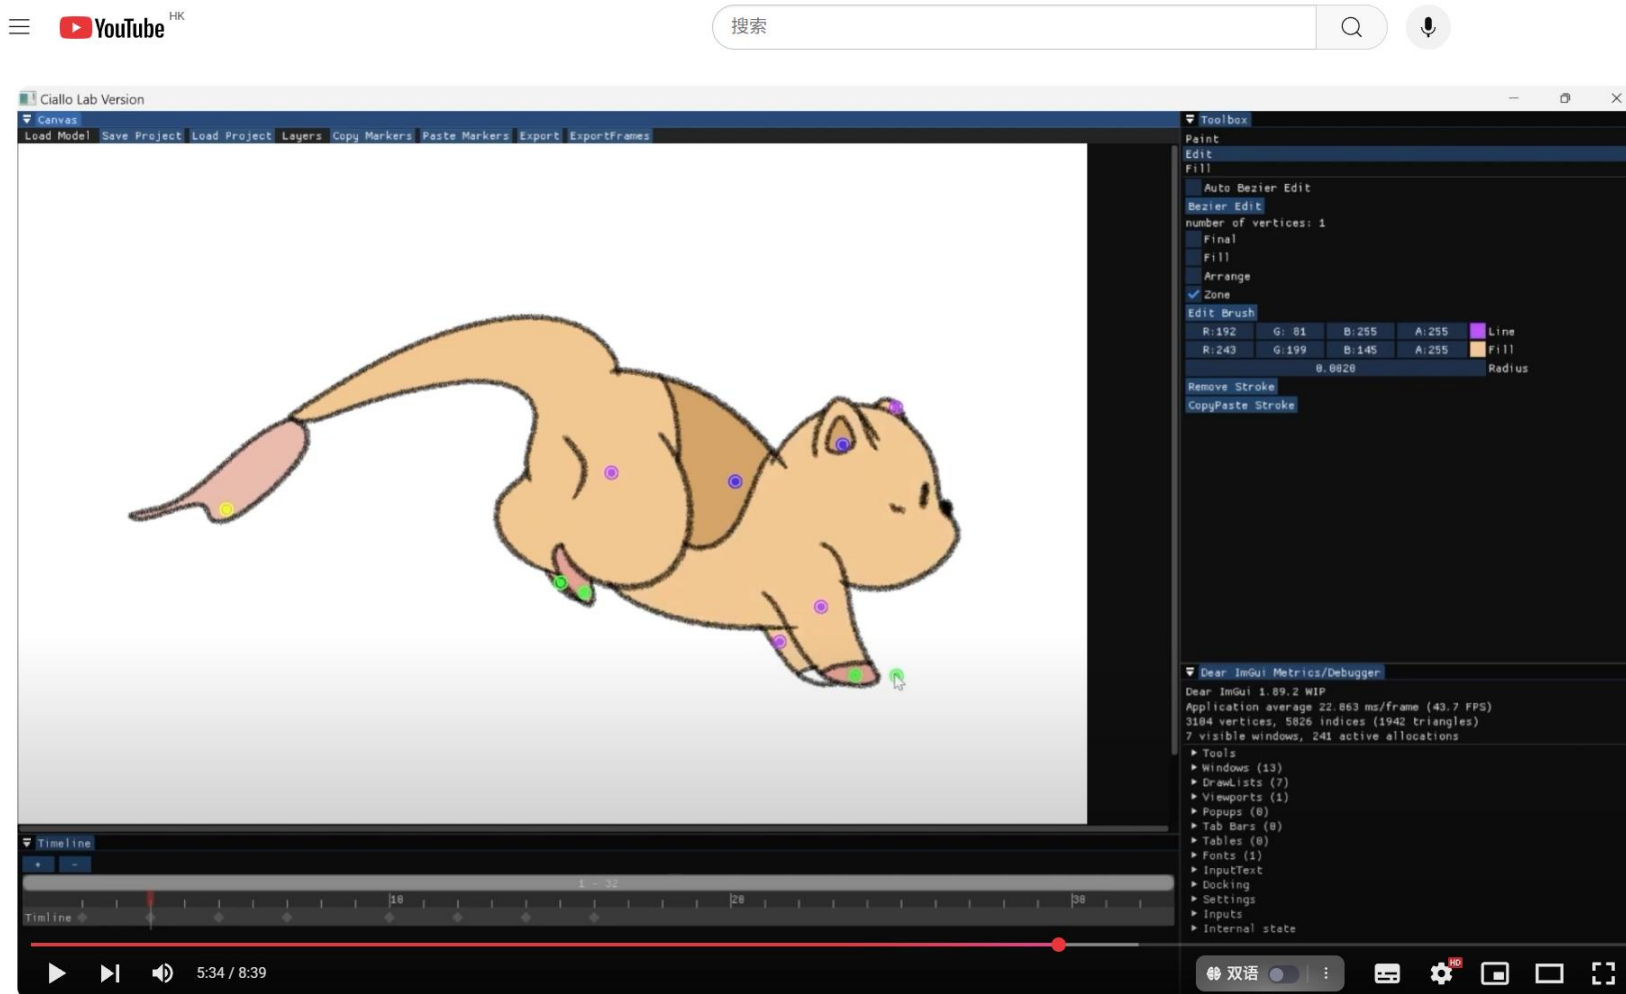 YouTube HK
搜索
Ciallo Lab Version
Canvas
Load Model Save Project Load Project Layers Copy Markers Paste Markers Export ExportFrames
Toolbox
Paint
Edit
Fill
Auto Bezier Edit
Bezier Edit
number of vertices: 1
Final
Fill
Arrange
Zone
Edit Brush
R:192 G: 81 B:255 A:255 Line
R:243 G:199 B:145 A:255 Fill
0.0020 Radius
Remove Stroke
CopyPaste Stroke
Dear ImGui Metrics/Debugger
Dear ImGui 1.89.2 WIP
Application average 22.863 ms/frame (43.7 FPS)
3184 vertices, 5826 indices (1942 triangles)
7 visible windows, 241 active allocations
Tools
Windows (13)
DrawLists (7)
Viewports (1)
Popups (0)
Tab Bars (0)
Tables (0)
Fonts (1)
InputText
Docking
Settings
Inputs
Internal state
Timeline
+ -
1 - 32
10 20 30
Timline
5:34 / 8:39
双语
HD